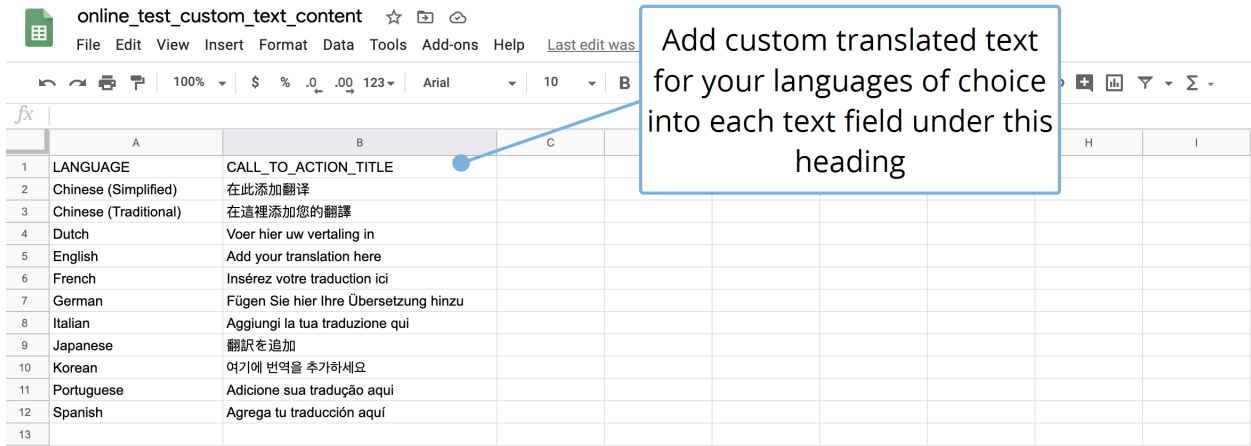 online_test_custom_text_content
File Edit View Insert Format Data Tools Add-ons Help Last edit was
100% $ % .0 .00 123 Arial 10 B Σ
fx
Add custom translated text
for your languages of choice
into each text field under this
heading
A B C H I
1 LANGUAGE CALL_TO_ACTION_TITLE
2 Chinese (Simplified) 在此添加翻译
3 Chinese (Traditional) 在這裡添加您的翻譯
4 Dutch Voer hier uw vertaling in
5 English Add your translation here
6 French Insérez votre traduction ici
7 German Fügen Sie hier Ihre Übersetzung hinzu
8 Italian Aggiungi la tua traduzione qui
9 Japanese 翻訳を追加
10 Korean 여기에 번역을 추가하세요
11 Portuguese Adicione sua tradução aqui
12 Spanish Agrega tu traducción aquí
13